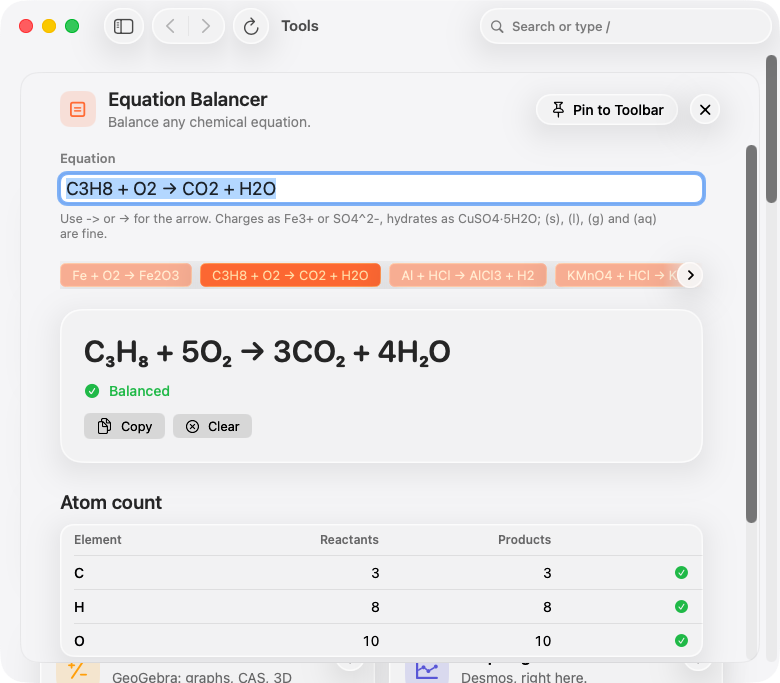 Tools
Search or type /
Equation Balancer
Balance any chemical equation.
Pin to Toolbar
Equation
C3H8 + O2 → CO2 + H2O
Use -> or → for the arrow. Charges as Fe3+ or SO4^2-, hydrates as CuSO4·5H2O; (s), (l), (g) and (aq)
are fine.
Fe + O2 → Fe2O3 C3H8 + O2 → CO2 + H2O Al + HCl → AlCl3 + H2 KMnO4 + HCl →
C₃H₈ + 5O₂ → 3CO₂ + 4H₂O
Balanced
Copy Clear
Atom count
Element Reactants Products
C 3 3
H 8 8
O 10 10
GeoGebra: graphs, CAS, 3D
Desmos, right here.